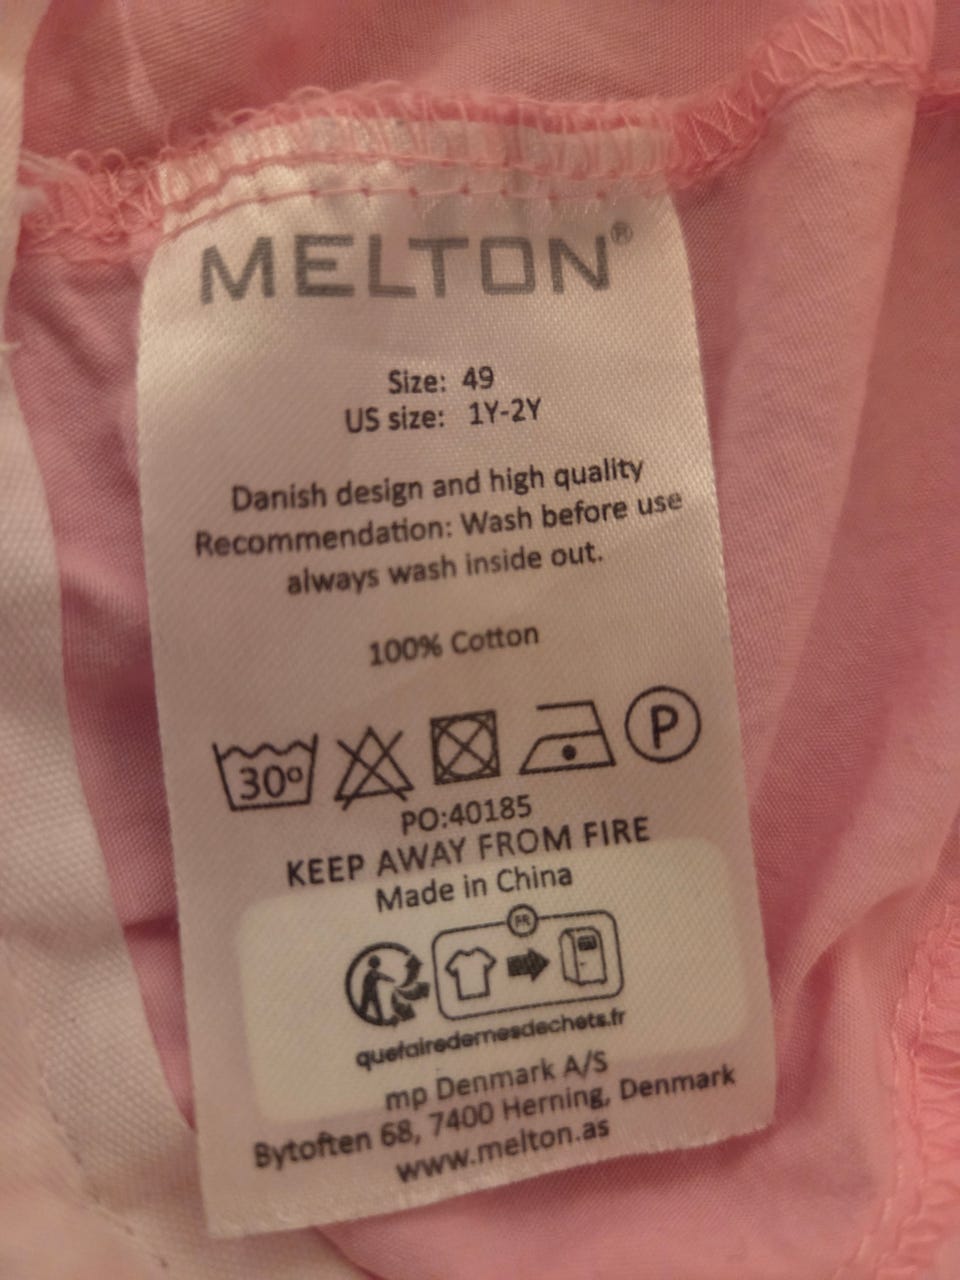 MELTON®
Size: 49
US size: 1Y-2Y
Danish design and high quality
Recommendation: Wash before use
always wash inside out.
100% Cotton
30° P
PO:40185
KEEP AWAY FROM FIRE
Made in China
FR
quefairedemesdechets.fr
mp Denmark A/S
Bytoften 68, 7400 Herning, Denmark
www.melton.as